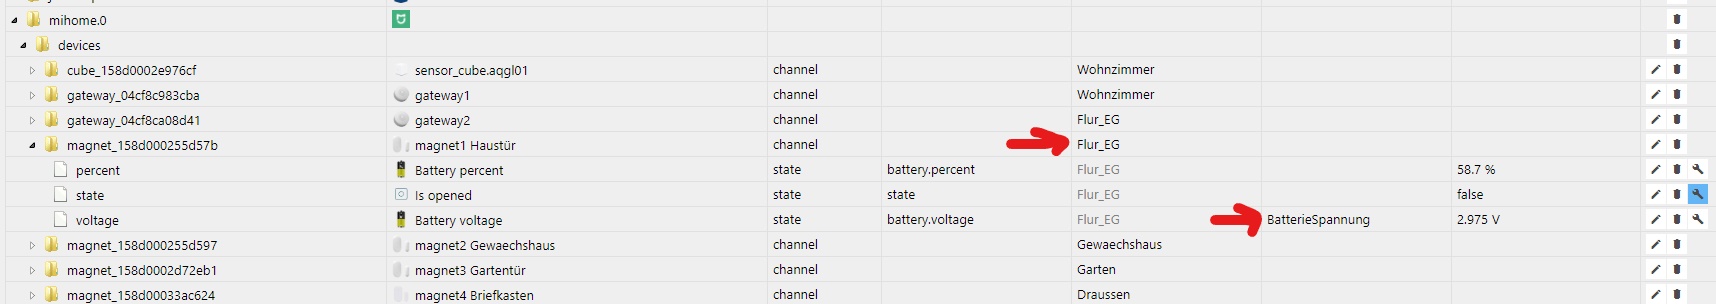 mihome.0
devices
cube_158d0002e976cf sensor_cube.aqgl01 channel Wohnzimmer
gateway_04cf8c983cba gateway1 channel Wohnzimmer
gateway_04cf8ca08d41 gateway2 channel Flur_EG
magnet_158d000255d57b magnet1 Haustür channel Flur_EG
percent Battery percent state battery.percent Flur_EG 58.7 %
state Is opened state state Flur_EG false
voltage Battery voltage state battery.voltage Flur_EG BatterieSpannung 2.975 V
magnet_158d000255d597 magnet2 Gewaechshaus channel Gewaechshaus
magnet_158d0002d72eb1 magnet3 Gartentür channel Garten
magnet_158d00033ac624 magnet4 Briefkasten channel Draussen